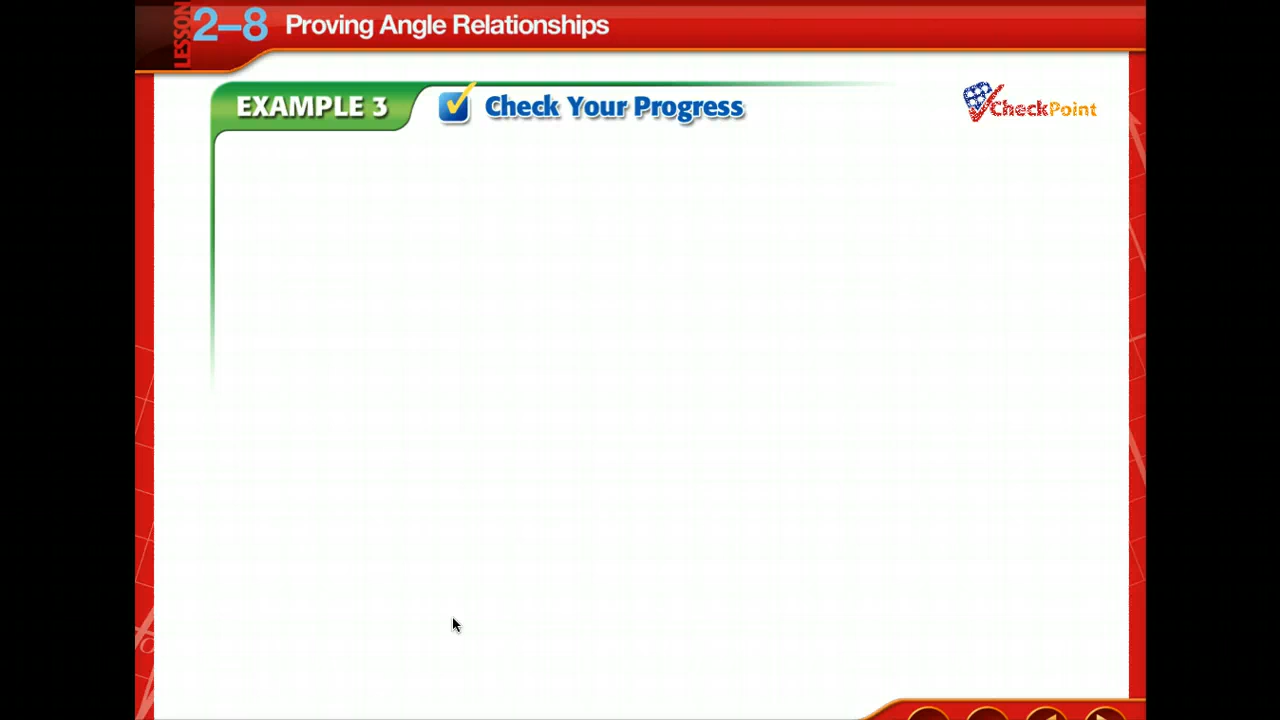 LESSON 2–8 Proving Angle Relationships
EXAMPLE 3 Check Your Progress
CheckPoint